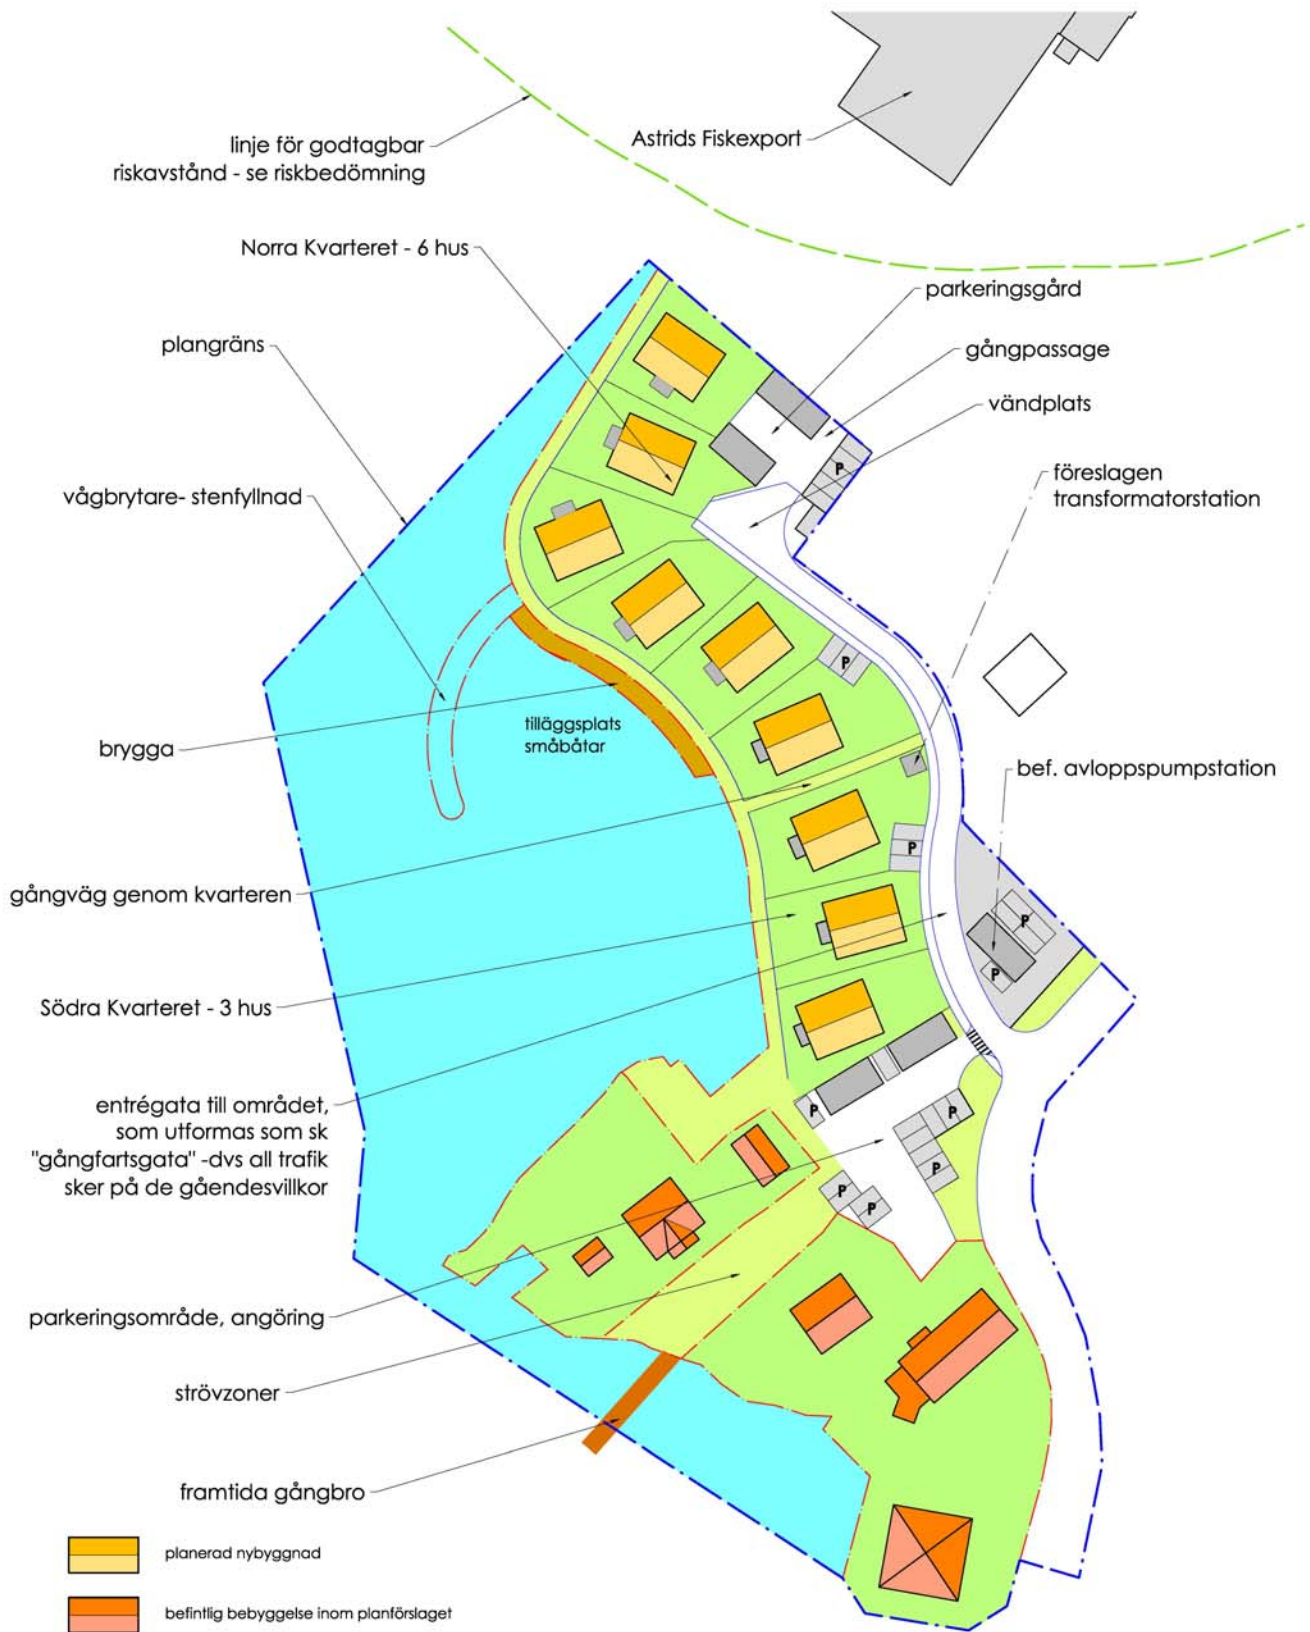 linje för godtagbar
riskavstånd - se riskbedömning
Astrids Fiskexport
Norra Kvarteret - 6 hus
parkeringsgård
plangräns
gångpassage
vändplats
P
vågbrytare- stenfyllnad
föreslagen
transformatorstation
P
brygga
tilläggsplats
småbåtar
bef. avloppspumpstation
P
gångväg genom kvarteren
P
P
Södra Kvarteret - 3 hus
entrégata till området,
som utformas som sk
"gångfartsgata" -dvs all trafik
sker på de gåendesvillkor
P
P
P
P
P
parkeringsområde, angöring
strövzoner
framtida gångbro
planerad nybyggnad
befintlig bebyggelse inom planförslaget